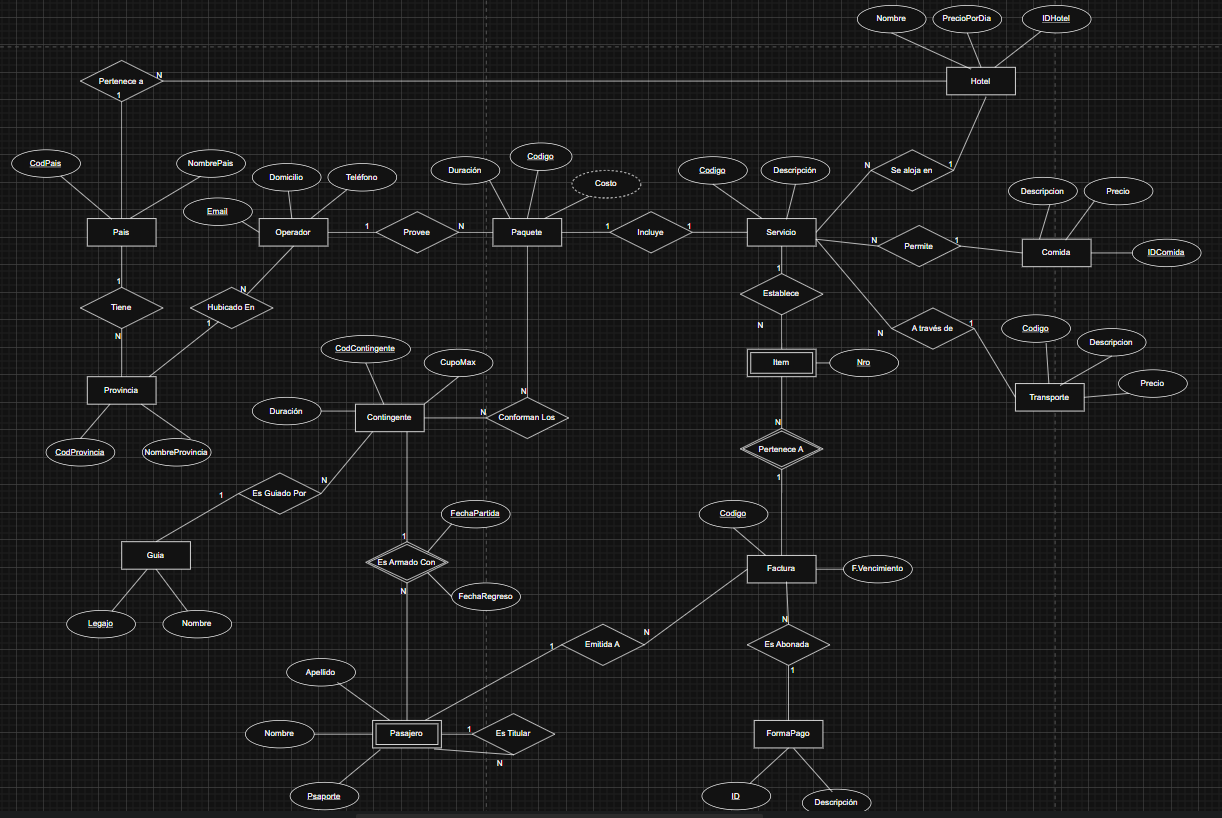 Nombre
PrecioPorDia
IDHotel
Pertenece a
N
1
Hotel
CodPais
NombrePais
Domicilio
Teléfono
Email
Duración
Codigo
Costo
Codigo
Descripción
N
Se aloja en
1
Descripcion
Precio
Pais
Operador
1
Provee
N
Paquete
1
Incluye
1
Servicio
N
Permite
1
Comida
IDComida
1
Tiene
N
N
Hubicado En
1
1
Establece
N
N
A través de
1
Codigo
Descripcion
Precio
Transporte
Item
Nro
CodContingente
CupoMax
Duración
Contingente
N
N
Conforman Los
Provincia
CodProvincia
NombreProvincia
N
Pertenece A
1
1
Es Guiado Por
N
FechaPartida
1
Es Armado Con
N
FechaRegreso
Codigo
Factura
F.Vencimiento
Guia
Legajo
Nombre
1
Emitida A
N
N
Es Abonada
1
Apellido
Nombre
Pasajero
1
Es Titular
N
Psaporte
FormaPago
ID
Descripción